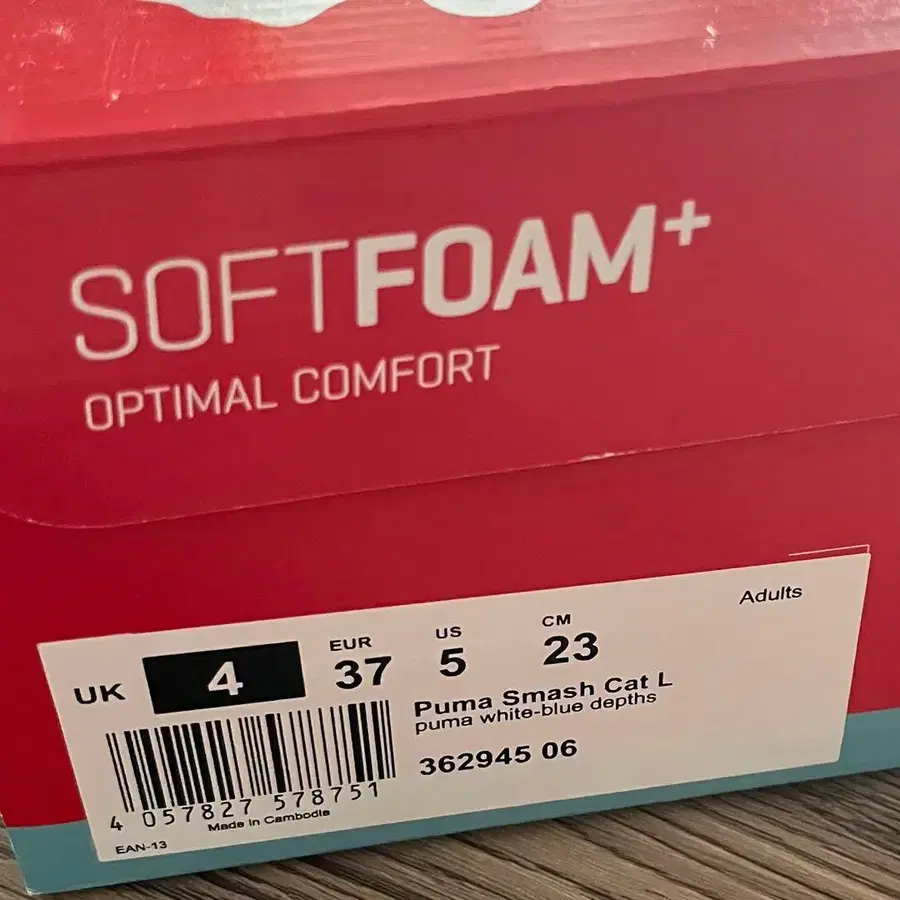 SOFTFOAM+
OPTIMAL COMFORT
Adults
UK 4
EUR 37
US 5
CM 23
Puma Smash Cat L
puma white-blue depths
362945 06
4 057827 578751
Made in Cambodia
EAN-13